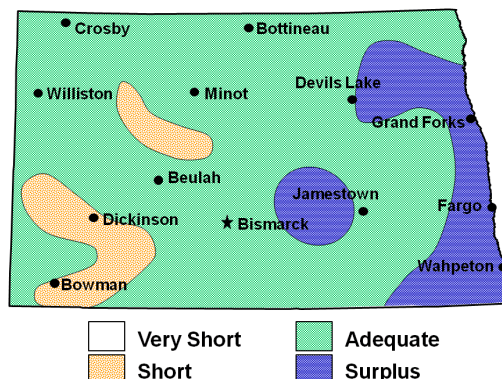 Crosby
Bottineau
Williston
Minot
Devils Lake
Grand Forks
Beulah
Jamestown
Dickinson
Bismarck
Fargo
Wahpeton
Bowman
Very Short
Adequate
Short
Surplus